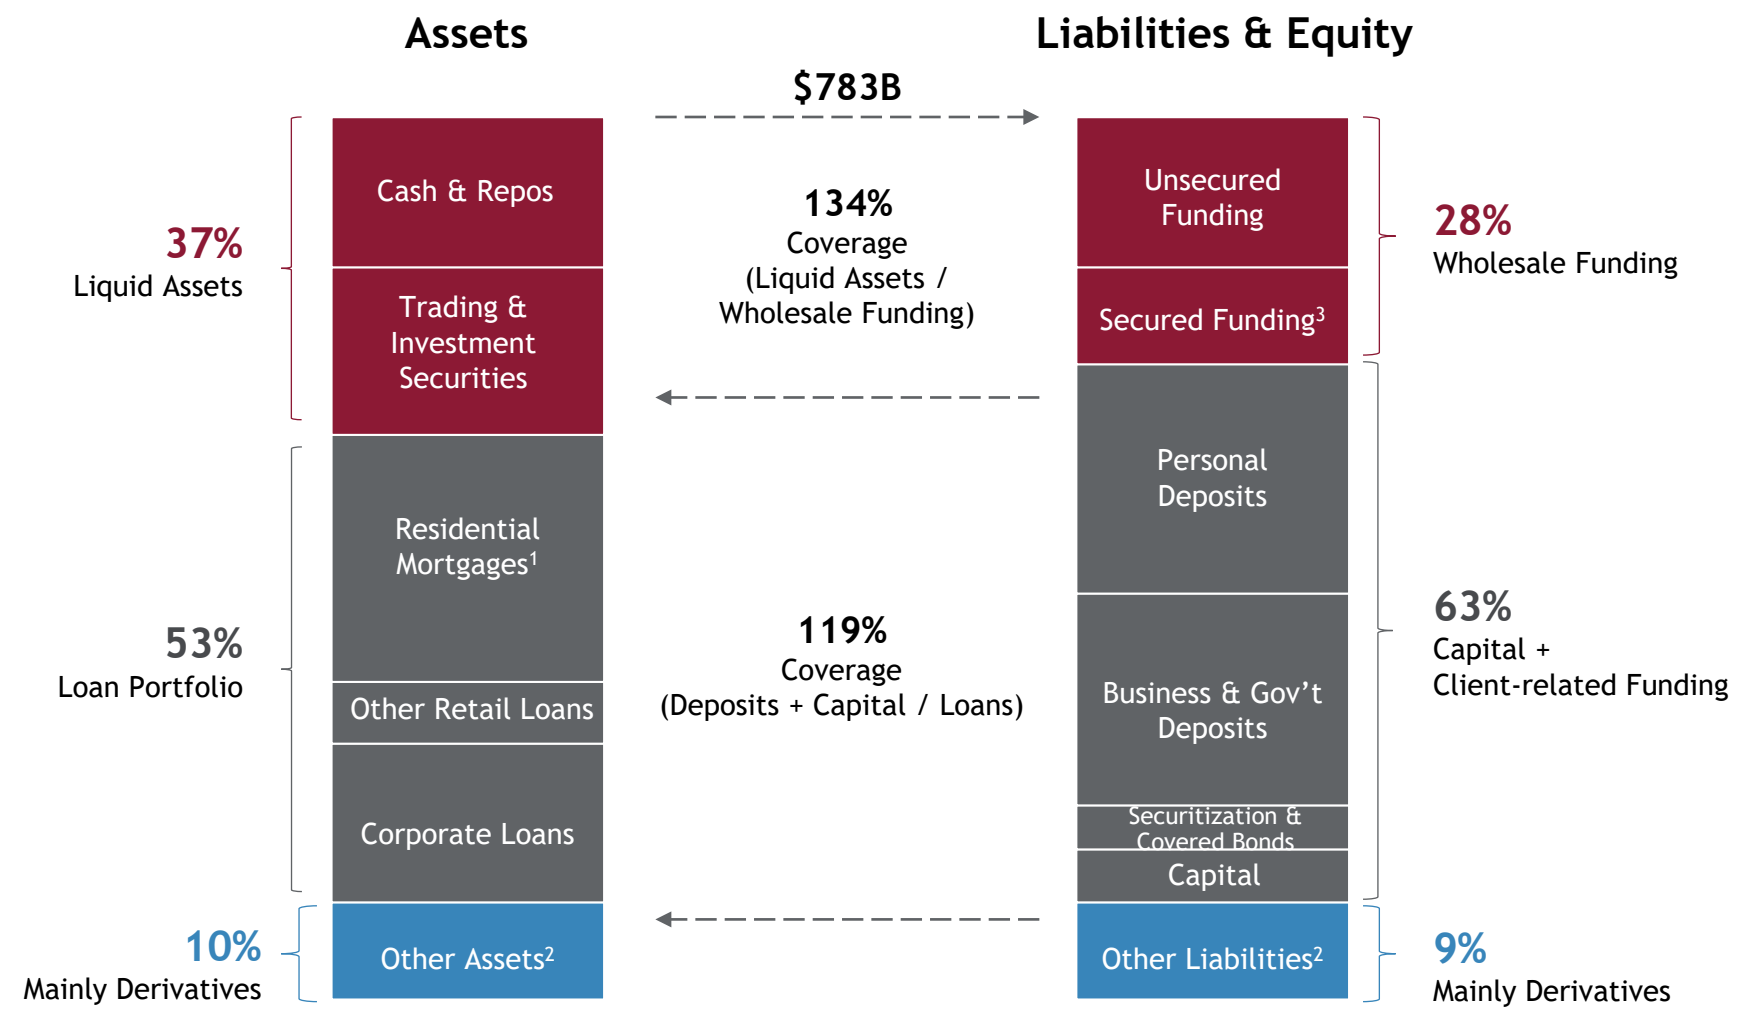 Assets
Liabilities & Equity
$783B
37%
Liquid Assets
Cash & Repos
Trading &
Investment
Securities
134%
Coverage
(Liquid Assets /
Wholesale Funding)
Unsecured
Funding
Secured Funding³
28%
Wholesale Funding
53%
Loan Portfolio
Residential
Mortgages¹
Other Retail Loans
Corporate Loans
119%
Coverage
(Deposits + Capital / Loans)
Personal
Deposits
Business & Gov’t
Deposits
Securitization &
Covered Bonds
Capital
63%
Capital +
Client-related Funding
10%
Mainly Derivatives
Other Assets²
Other Liabilities²
9%
Mainly Derivatives